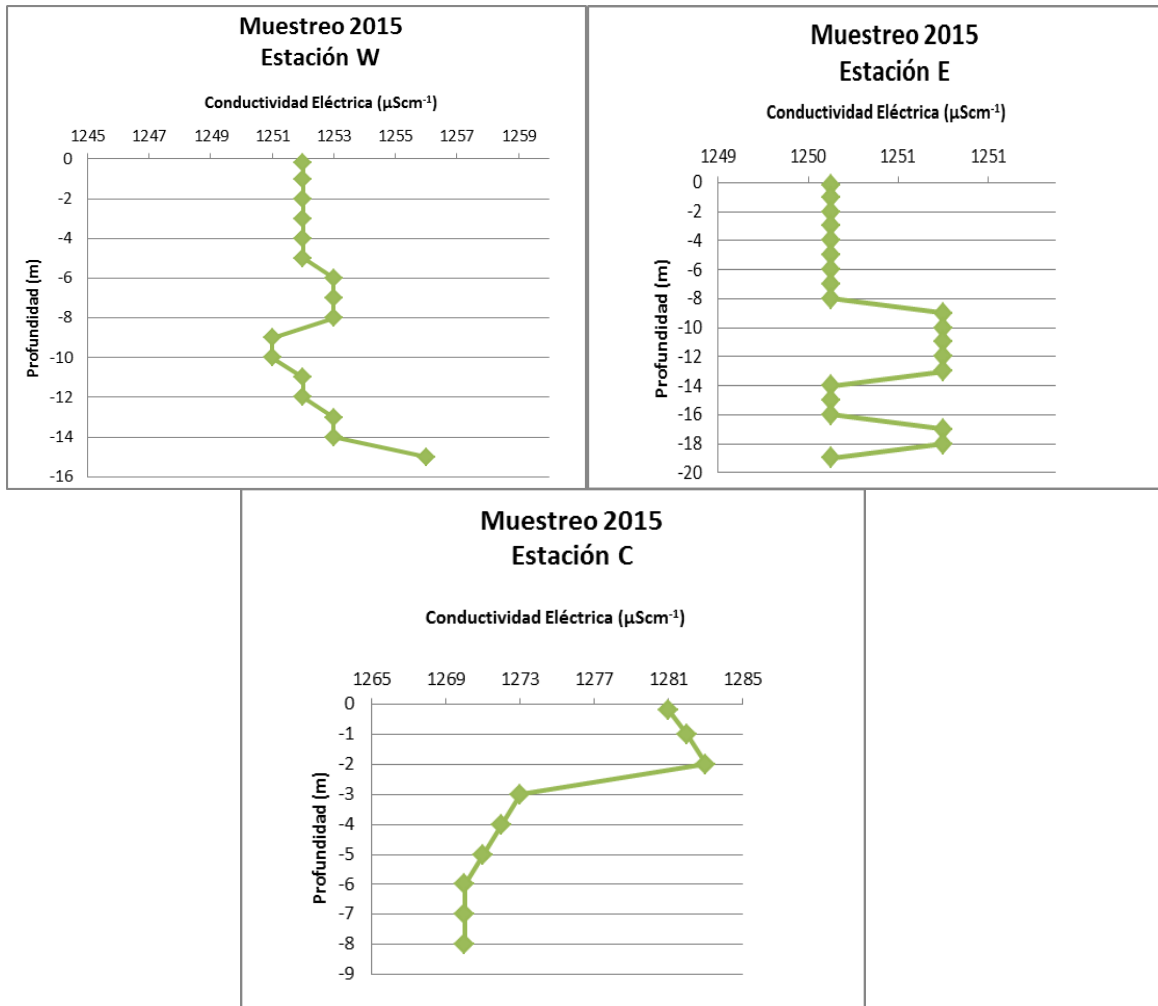 Muestreo 2015
Estación W
Conductividad Eléctrica (µScm⁻¹)
1245 1247 1249 1251 1253 1255 1257 1259
0
-2
-4
-6
-8
-10
-12
-14
-16
Profundidad (m)
Muestreo 2015
Estación E
Conductividad Eléctrica (µScm⁻¹)
1249 1250 1251 1251
0
-2
-4
-6
-8
-10
-12
-14
-16
-18
-20
Profundidad (m)
Muestreo 2015
Estación C
Conductividad Eléctrica (µScm⁻¹)
1265 1269 1273 1277 1281 1285
0
-1
-2
-3
-4
-5
-6
-7
-8
-9
Profundidad (m)